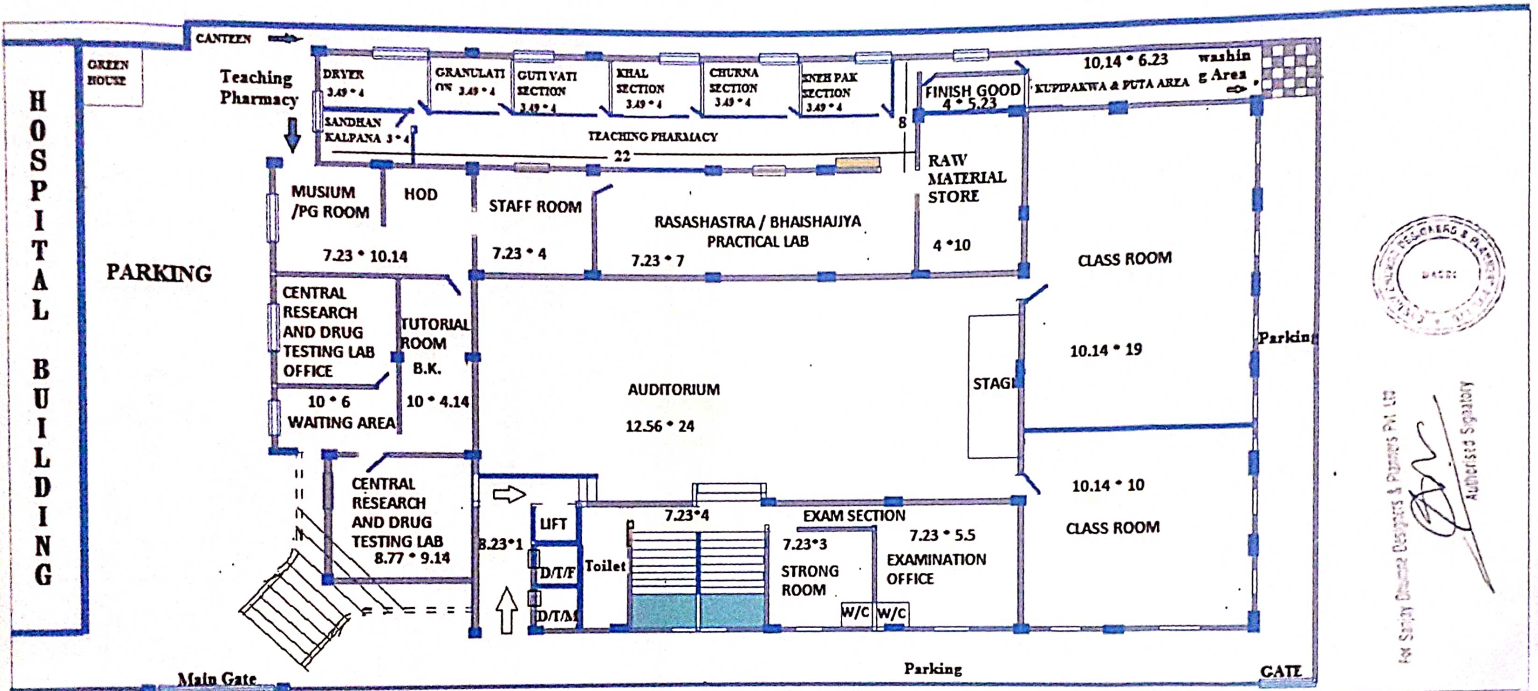 CANTEEN
GREEN
HOUSE
HOSPITAL BUILDING
Teaching
Pharmacy
DRYER
3.49 * 4
GRANULATI
ON 3.49 * 4
GUTI VATI
SECTION
3.49 * 4
KHAL
SECTION
3.49 * 4
CHURNA
SECTION
3.49 * 4
SNEH PAK
SECTION
3.49 * 4
FINISH GOOD
4 * 5.23
10,14 * 6.23
KUPIPAKWA & PUTA AREA
washin
g Area
SANDHAN
KALPANA 3 * 4
TEACHING PHARMACY
22
8
RAW
MATERIAL
STORE
4 *10
MUSIUM
/PG ROOM
HOD
7.23 * 10.14
STAFF ROOM
7.23 * 4
RASASHASTRA / BHAISHAJIYA
PRACTICAL LAB
7.23 * 7
CLASS ROOM
10.14 * 19
PARKING
CENTRAL
RESEARCH
AND DRUG
TESTING LAB
OFFICE
TUTORIAL
ROOM
B.K.
10 * 6
10 * 4.14
WAITING AREA
AUDITORIUM
12.56 * 24
STAGE
Parking
CENTRAL
RESEARCH
AND DRUG
TESTING LAB
8.77 * 9.14
8.23*1
LIFT
D/T/F
D/T/M
Toilet
7.23*4
EXAM SECTION
7.23*3
STRONG
ROOM
7.23 * 5.5
EXAMINATION
OFFICE
W/C
W/C
10.14 * 10
CLASS ROOM
Main Gate
Parking
GATE
Designers & Planners Pvt. Ltd
Authorised Signatory